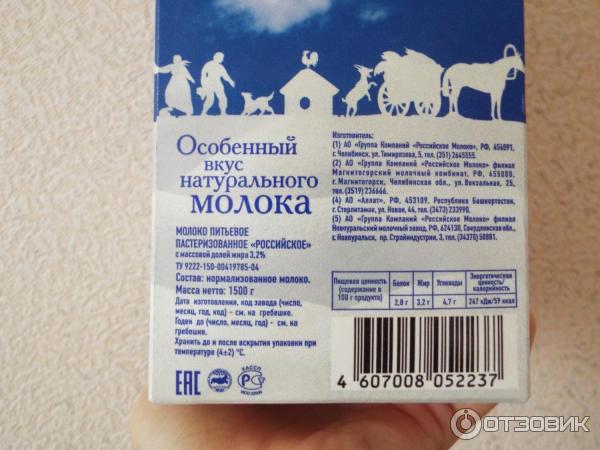 Особенный
вкус
натурального
молока
МОЛОКО ПИТЬЕВОЕ
ПАСТЕРИЗОВАННОЕ «РОССИЙСКОЕ»
с массовой долей жира 3,2%
ТУ 9222-150-00419785-04
Состав: нормализованное молоко.
Масса нетто: 1500 г
Дата изготовления, код завода (число,
месяц, год, код) - см. на гребешке.
Годен до (число, месяц, год) - см. на
гребешке.
Хранить до и после вскрытия упаковки при
температуре (4±2) °С.
EAC
РСТ
Изготовитель:
(1) АО «Группа Компаний «Российское Молоко», РФ, 454091,
г. Челябинск, ул. Тимирязева, 5, тел. (351) 2645555.
(2) АО «Группа Компаний «Российское Молоко» филиал
Магнитогорский молочный комбинат, РФ, 455000,
г. Магнитогорск, Челябинская обл., ул. Вокзальная, 25,
тел. (3519) 236666.
(4) АО «Аллат», РФ, 453109, Республика Башкортостан,
г. Стерлитамак, ул. Новая, 44, тел. (3473) 233990.
(5) АО «Группа Компаний «Российское Молоко» филиал
Новоуральский молочный завод, РФ, 624130, Свердловская обл.,
г. Новоуральск, пр. Стройиндустрии, 3, тел. (34370) 58881.
Пищевая ценность (содержание в 100 г продукта) Белок Жир Углеводы Энергетическая ценность/калорийность
2,8 г 3,2 г 4,7 г 247 кДж/59 ккал
4 607008 052237
ОТЗОВИК